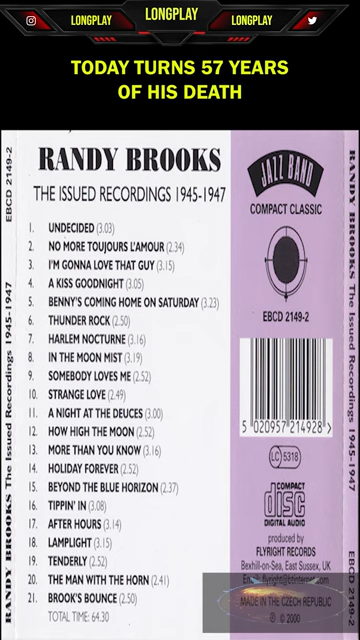 LONGPLAY
LONGPLAY
LONGPLAY
TODAY TURNS 57 YEARS
OF HIS DEATH
EBCD 2149-2
RANDY BROOKS The Issued Recordings 1945-1947
RANDY BROOKS
THE ISSUED RECORDINGS 1945-1947
1. UNDECIDED (3.03)
2. NO MORE TOUJOURS L'AMOUR (2.34)
3. I'M GONNA LOVE THAT GUY (3.15)
4. A KISS GOODNIGHT (3.05)
5. BENNY'S COMING HOME ON SATURDAY (3.23)
6. THUNDER ROCK (2.50)
7. HARLEM NOCTURNE (3.16)
8. IN THE MOON MIST (3.19)
9. SOMEBODY LOVES ME (2.52)
10. STRANGE LOVE (2.49)
11. A NIGHT AT THE DEUCES (3.00)
12. HOW HIGH THE MOON (2.52)
13. MORE THAN YOU KNOW (3.16)
14. HOLIDAY FOREVER (2.52)
15. BEYOND THE BLUE HORIZON (2.37)
16. TIPPIN' IN (3.08)
17. AFTER HOURS (3.14)
18. LAMPLIGHT (3.15)
19. TENDERLY (2.52)
20. THE MAN WITH THE HORN (2.41)
21. BROOK'S BOUNCE (2.50)
TOTAL TIME: 64.30
JAZZ BAND
COMPACT CLASSIC
EBCD 2149-2
5 020957 214928 >
LC 5318
COMPACT
disc
DIGITAL AUDIO
produced by
FLYRIGHT RECORDS
Bexhill-on-Sea, East Sussex, UK
Email: flyright@btinternet.com
MADE IN THE CZECH REPUBLIC
℗ © 2000
RANDY BROOKS The Issued Recordings 1945-1947
EBCD 2149-2